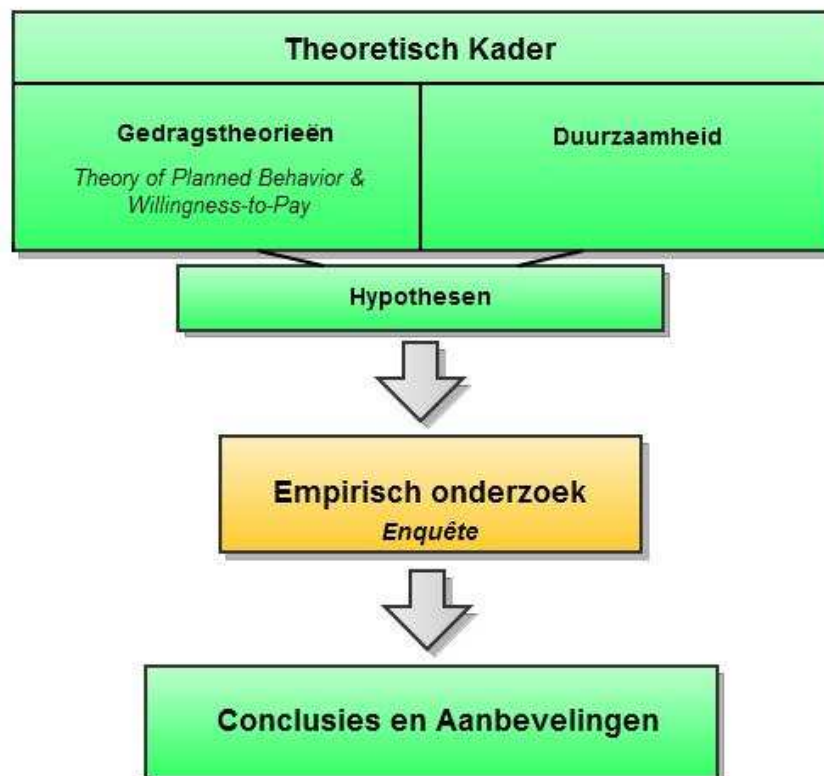 Theoretisch Kader
Gedragstheorieën
Theory of Planned Behavior &
Willingness-to-Pay
Duurzaamheid
Hypothesen
Empirisch onderzoek
Enquête
Conclusies en Aanbevelingen